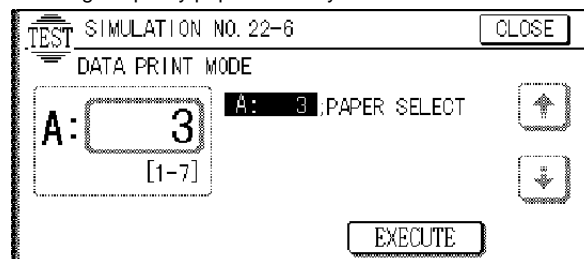 TEST SIMULATION NO. 22-6 CLOSE
DATA PRINT MODE
A: 3 A: 3 ;PAPER SELECT
[1-7]
EXECUTE